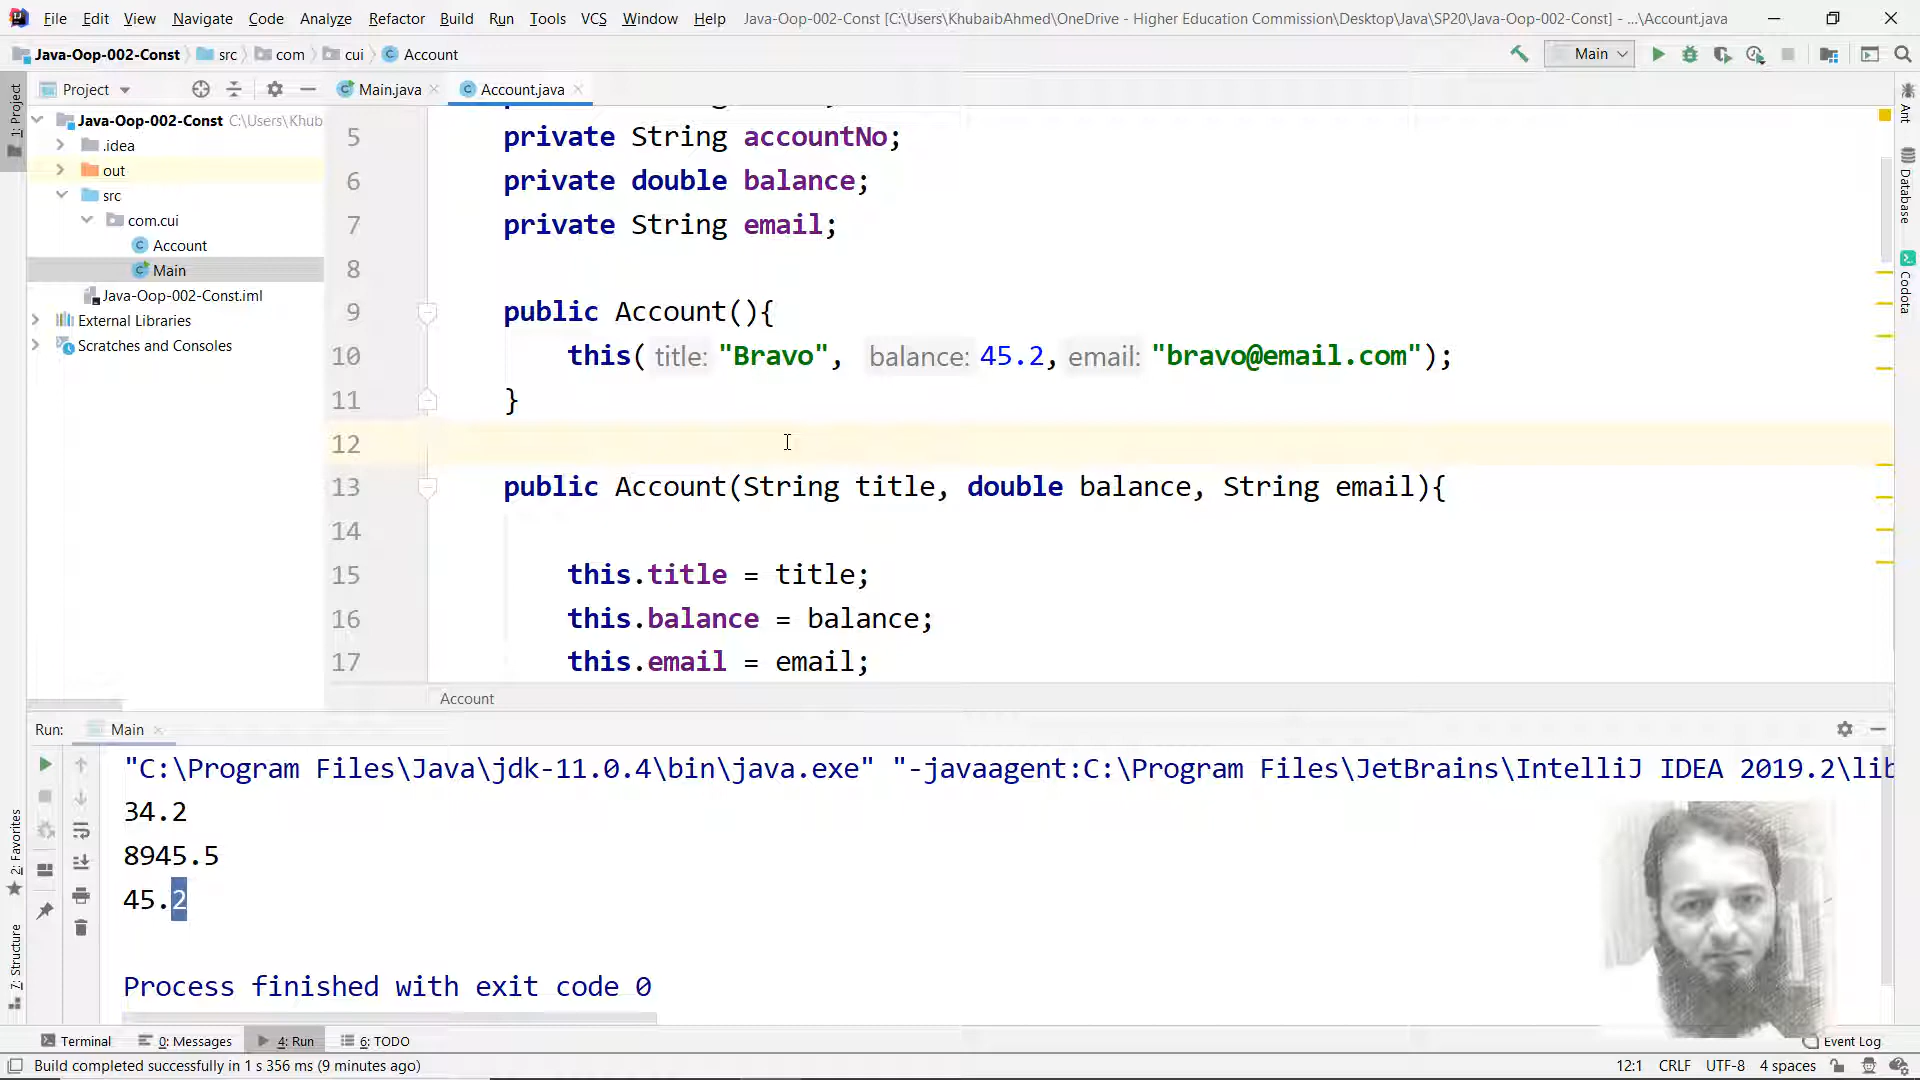 File Edit View Navigate Code Analyze Refactor Build Run Tools VCS Window Help Java-Oop-002-Const [C:\Users\KhubaibAhmed\OneDrive - Higher Education Commission\Desktop\Java\SP20\Java-Oop-002-Const] - ...\Account.java
Java-Oop-002-Const src com cui Account Main
1: Project
Project
Main.java Account.java
Java-Oop-002-Const C:\Users\Khub
.idea
out
src
com.cui
Account
Main
Java-Oop-002-Const.iml
External Libraries
Scratches and Consoles
5 private String accountNo;
6 private double balance;
7 private String email;
8
9 public Account(){
10 this( title: "Bravo", balance: 45.2, email: "bravo@email.com");
11 }
12
13 public Account(String title, double balance, String email){
14
15 this.title = title;
16 this.balance = balance;
17 this.email = email;
Account
Ant
Database
Codota
Run: Main
"C:\Program Files\Java\jdk-11.0.4\bin\java.exe" "-javaagent:C:\Program Files\JetBrains\IntelliJ IDEA 2019.2\lib
34.2
8945.5
45.2
Process finished with exit code 0
2: Favorites
7: Structure
Terminal 0: Messages 4: Run 6: TODO Event Log
Build completed successfully in 1 s 356 ms (9 minutes ago) 12:1 CRLF UTF-8 4 spaces